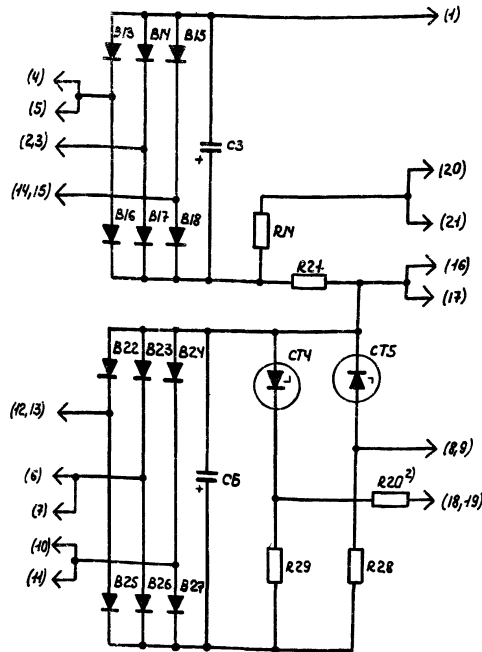 В13 В14 В15
(1)
(4)
(5)
(2,3)
+ C3
(20)
(14,15)
(21)
В16 В17 В18
R14
(16)
R21
(17)
В22 В23 В24
СТ4
СТ5
(12,13)
(8,9)
(6)
+ С6
R20²⁾
(18,19)
(7)
(10)
(11)
R29
R28
В25 В26 В27